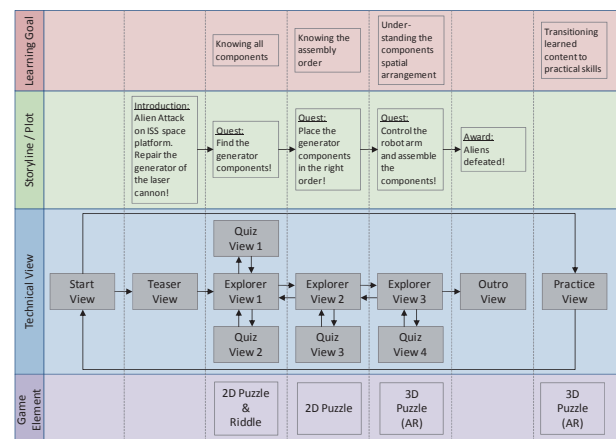 Learning Goal
Knowing all
components
Knowing the
assembly
order
Under-
standing the
components
spatial
arrangement
Transitioning
learned
content to
practical skills
Storyline / Plot
Introduction:
Alien Attack
on ISS space
platform.
Repair the
generator of
the laser
cannon!
Quest:
Find the
generator
components!
Quest:
Place the
generator
components
in the right
order!
Quest:
Control the
robot arm
and assemble
the
components!
Award:
Aliens
defeated!
Technical View
Quiz
View 1
Start
View
Teaser
View
Explorer
View 1
Explorer
View 2
Explorer
View 3
Outro
View
Practice
View
Quiz
View 2
Quiz
View 3
Quiz
View 4
Game
Element
2D Puzzle
&
Riddle
2D Puzzle
3D
Puzzle
(AR)
3D
Puzzle
(AR)